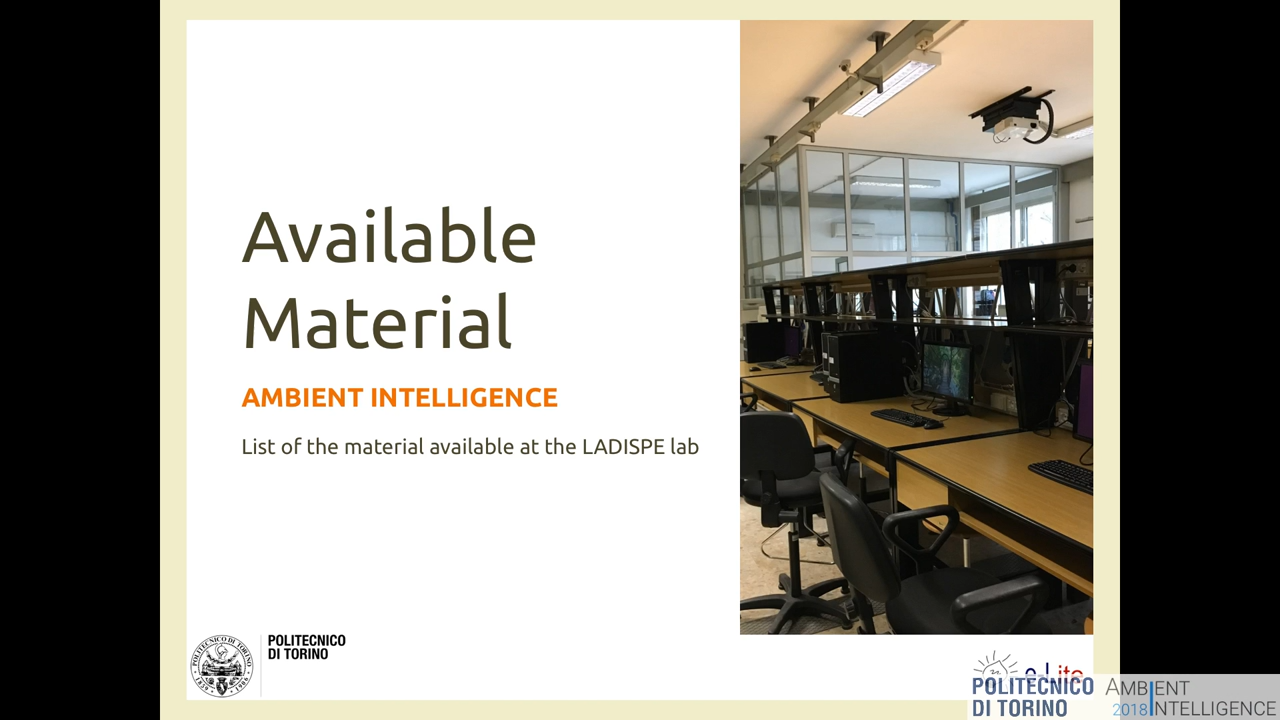 Available
Material
AMBIENT INTELLIGENCE
List of the material available at the LADISPE lab
POLITECNICO
DI TORINO
e-Lite
POLITECNICO
DI TORINO
AMBIENT
2018 INTELLIGENCE